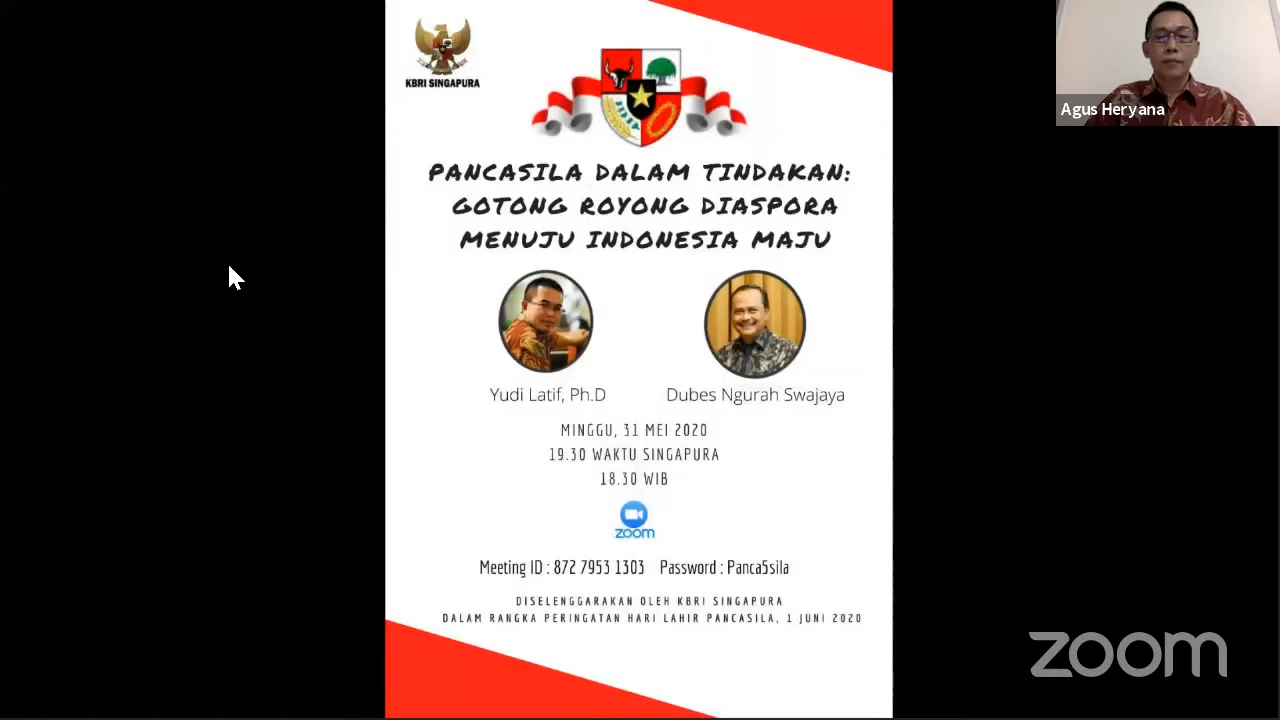 KBRI SINGAPURA
Agus Heryana
PANCASILA DALAM TINDAKAN:
GOTONG ROYONG DIASPORA
MENUJU INDONESIA MAJU
Yudi Latif, Ph.D
Dubes Ngurah Swajaya
MINGGU, 31 MEI 2020
19.30 WAKTU SINGAPURA
18.30 WIB
zoom
Meeting ID : 872 7953 1303 Password : Panca5sila
DISELENGGARAKAN OLEH KBRI SINGAPURA
DALAM RANGKA PERINGATAN HARI LAHIR PANCASILA, 1 JUNI 2020
zoom